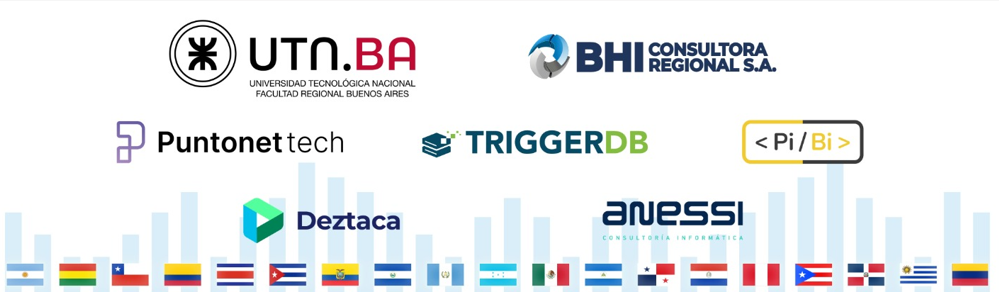 UTN.BA
UNIVERSIDAD TECNOLÓGICA NACIONAL
FACULTAD REGIONAL BUENOS AIRES
BHI CONSULTORA
REGIONAL S.A.
Puntonet tech
TRIGGERDB
< Pi / Bi >
Deztaca
anessi
CONSULTORÍA INFORMÁTICA